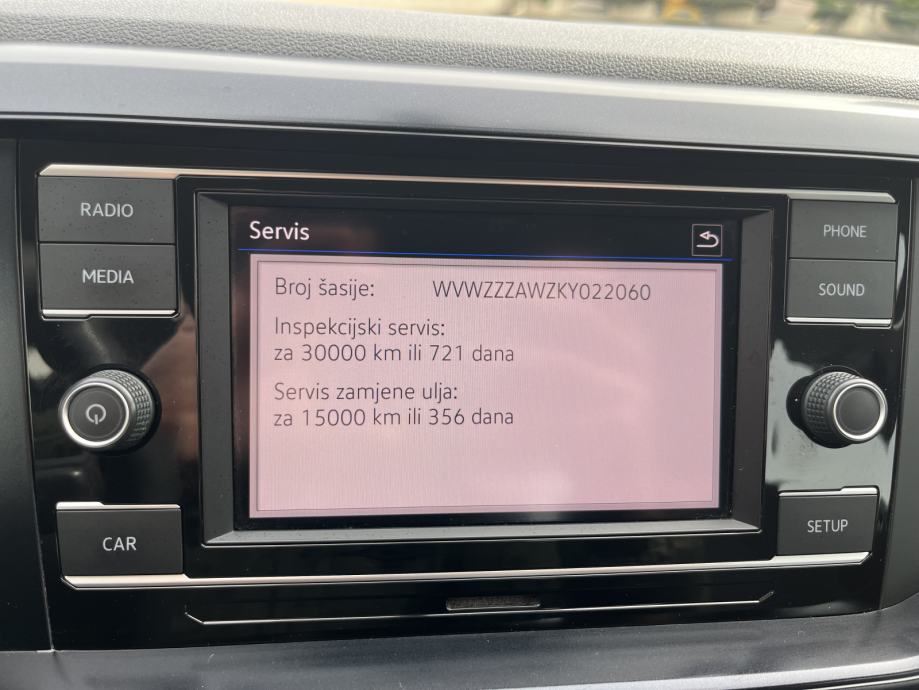 RADIO
MEDIA
CAR
Servis
Broj šasije: WVWZZZAWZKY022060
Inspekcijski servis:
za 30000 km ili 721 dana
Servis zamjene ulja:
za 15000 km ili 356 dana
PHONE
SOUND
SETUP